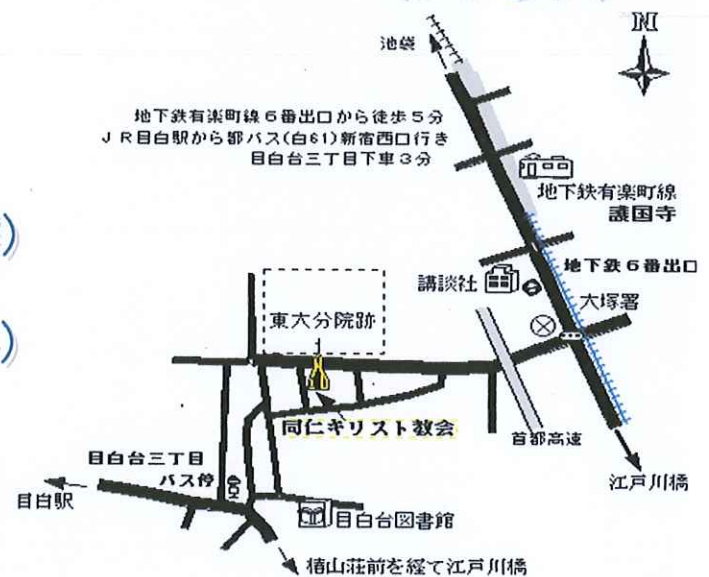 N
池袋
地下鉄有楽町線6番出口から徒歩5分
JR目白駅から都バス(白61)新宿西口行き
目白台三丁目下車3分
地下鉄有楽町線
護国寺
地下鉄6番出口
講談社
大塚署
東大分院跡
同仁キリスト教会
首都高速
目白台三丁目
バス停
江戸川橋
目白駅
目白台図書館
椿山荘前を経て江戸川橋